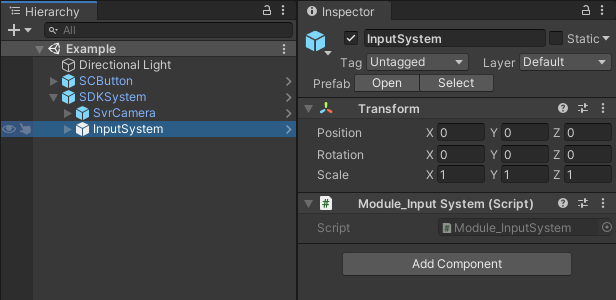 Hierarchy
All
Example
Directional Light
SCButton
SDKSystem
SvrCamera
InputSystem
Inspector
InputSystem Static
Tag Untagged Layer Default
Prefab Open Select
Transform
Position X 0 Y 0 Z 0
Rotation X 0 Y 0 Z 0
Scale X 1 Y 1 Z 1
# Module_Input System (Script)
Script # Module_InputSystem
Add Component